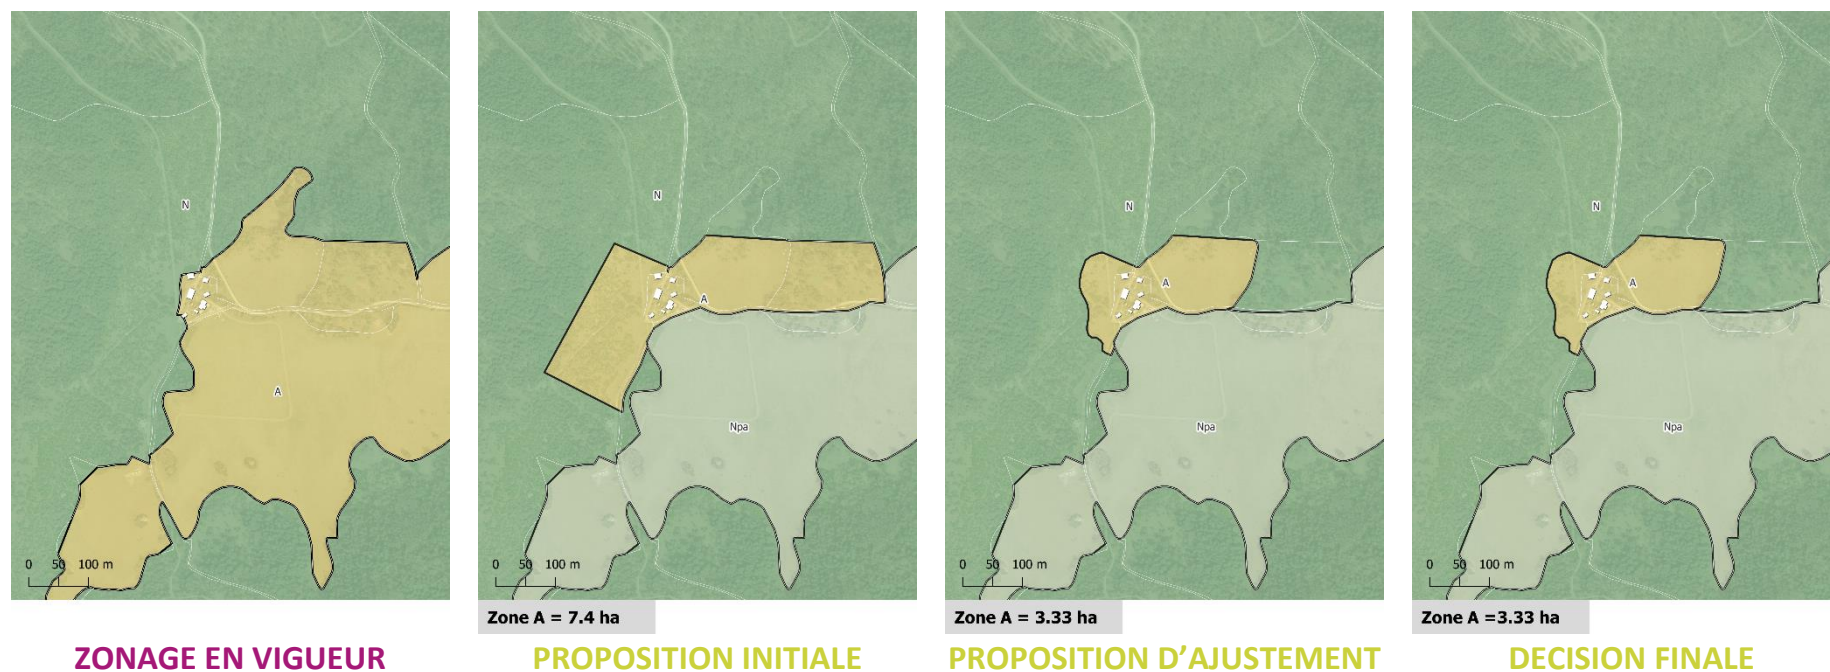 N
A
0 50 100 m
ZONAGE EN VIGUEUR
N
A
Npa
0 50 100 m
Zone A = 7.4 ha
PROPOSITION INITIALE
N
A
Npa
0 50 100 m
Zone A = 3.33 ha
PROPOSITION D’AJUSTEMENT
N
A
Npa
0 50 100 m
Zone A =3.33 ha
DECISION FINALE